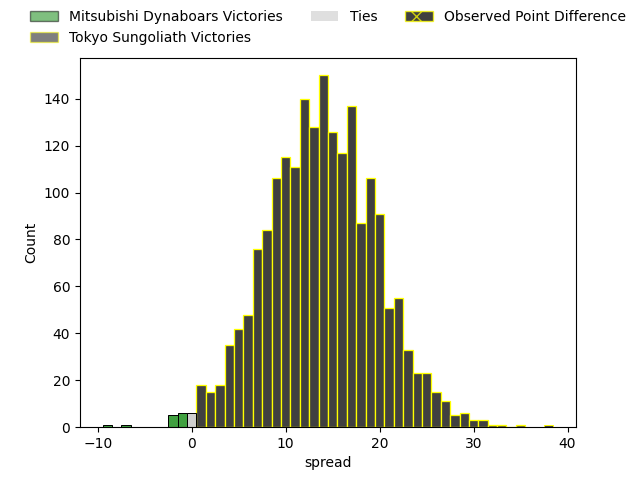 Mitsubishi Dynaboars Victories
Ties
Observed Point Difference
Tokyo Sungoliath Victories
140
120
100
80
60
40
20
0
Count
−10
0
10
20
30
40
spread